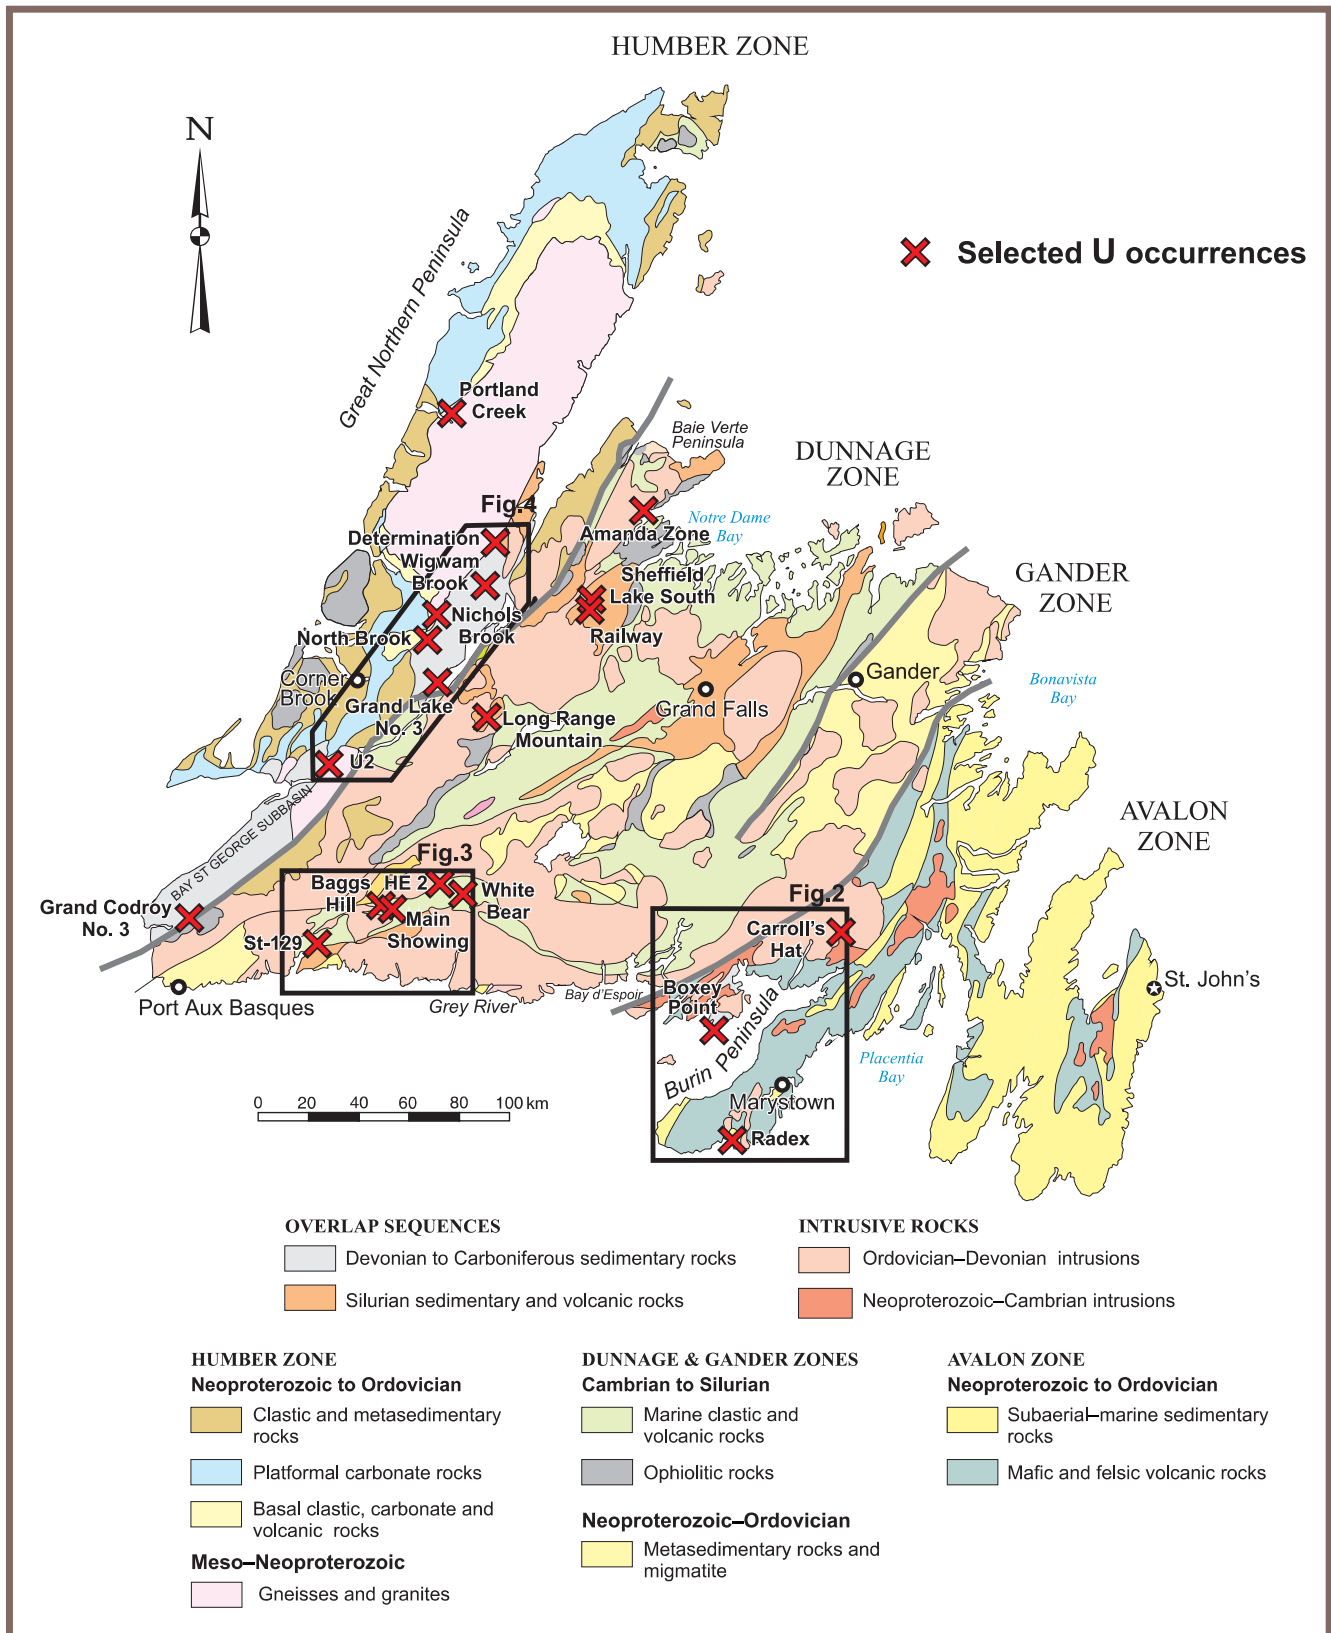 HUMBER ZONE
N
Great Northern Peninsula
Selected U occurrences
Portland
Creek
Baie Verte
Peninsula
DUNNAGE
ZONE
Fig.4
Notre Dame
Bay
Determination
Amanda Zone
Wigwam
Brook
Sheffield
Lake South
GANDER
ZONE
Nichols
Brook
North Brook
Railway
Corner
Brook
Gander
Bonavista
Bay
Grand Lake
No. 3
Grand Falls
Long Range
Mountain
U2
BAY ST GEORGE SUBBASIN
AVALON
ZONE
Fig.3
Baggs
Hill
HE 2
White
Bear
Fig.2
Grand Codroy
No. 3
Main
Showing
Carroll's
Hat
St-129
St. John's
Port Aux Basques
Grey River
Bay d'Espoir
Boxey
Point
Burin Peninsula
Placentia
Bay
Marystown
0 20 40 60 80 100 km
Radex
OVERLAP SEQUENCES
Devonian to Carboniferous sedimentary rocks
Silurian sedimentary and volcanic rocks
INTRUSIVE ROCKS
Ordovician–Devonian intrusions
Neoproterozoic–Cambrian intrusions
HUMBER ZONE
Neoproterozoic to Ordovician
Clastic and metasedimentary
rocks
Platformal carbonate rocks
Basal clastic, carbonate and
volcanic rocks
Meso–Neoproterozoic
Gneisses and granites
DUNNAGE & GANDER ZONES
Cambrian to Silurian
Marine clastic and
volcanic rocks
Ophiolitic rocks
Neoproterozoic–Ordovician
Metasedimentary rocks and
migmatite
AVALON ZONE
Neoproterozoic to Ordovician
Subaerial–marine sedimentary
rocks
Mafic and felsic volcanic rocks